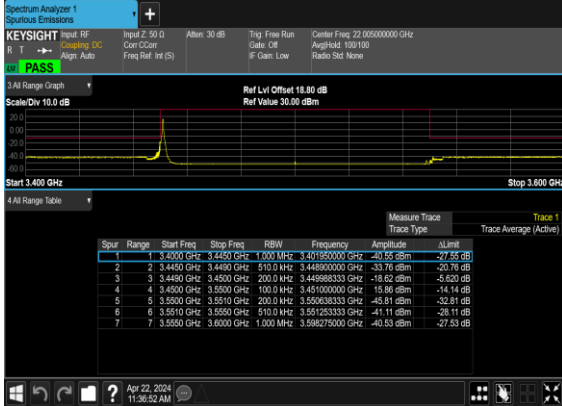 Spectrum Analyzer 1
Spurious Emissions
+
KEYSIGHT Input: RF Input Z: 50 Ω Atten: 30 dB Trig: Free Run Center Freq: 22.005000000 GHz
R T Coupling: DC Corr CCorr Gate: Off Avg|Hold: 100/100
Align: Auto Freq Ref: Int (S) IF Gain: Low Radio Std: None
PASS
3 All Range Graph
Ref Lvl Offset 18.80 dB
Scale/Div 10.0 dB Ref Value 30.00 dBm
20.0
0.00
-20.0
-40.0
-60.0
Start 3.400 GHz Stop 3.600 GHz
4 All Range Table
Measure Trace Trace 1
Trace Type Trace Average (Active)
Spur Range Start Freq Stop Freq RBW Frequency Amplitude ΔLimit
1 1 3.4000 GHz 3.4450 GHz 1.000 MHz 3.401950000 GHz -40.55 dBm -27.55 dB
2 2 3.4450 GHz 3.4490 GHz 510.0 kHz 3.448900000 GHz -33.76 dBm -20.76 dB
3 3 3.4490 GHz 3.4500 GHz 200.0 kHz 3.449988333 GHz -18.62 dBm -5.620 dB
4 4 3.4500 GHz 3.5500 GHz 100.0 kHz 3.451000000 GHz 15.86 dBm -14.14 dB
5 5 3.5500 GHz 3.5510 GHz 200.0 kHz 3.550638333 GHz -45.81 dBm -32.81 dB
6 6 3.5510 GHz 3.5550 GHz 510.0 kHz 3.551253333 GHz -41.11 dBm -28.11 dB
7 7 3.5550 GHz 3.6000 GHz 1.000 MHz 3.598275000 GHz -40.53 dBm -27.53 dB
? Apr 22, 2024
11:36:52 AM